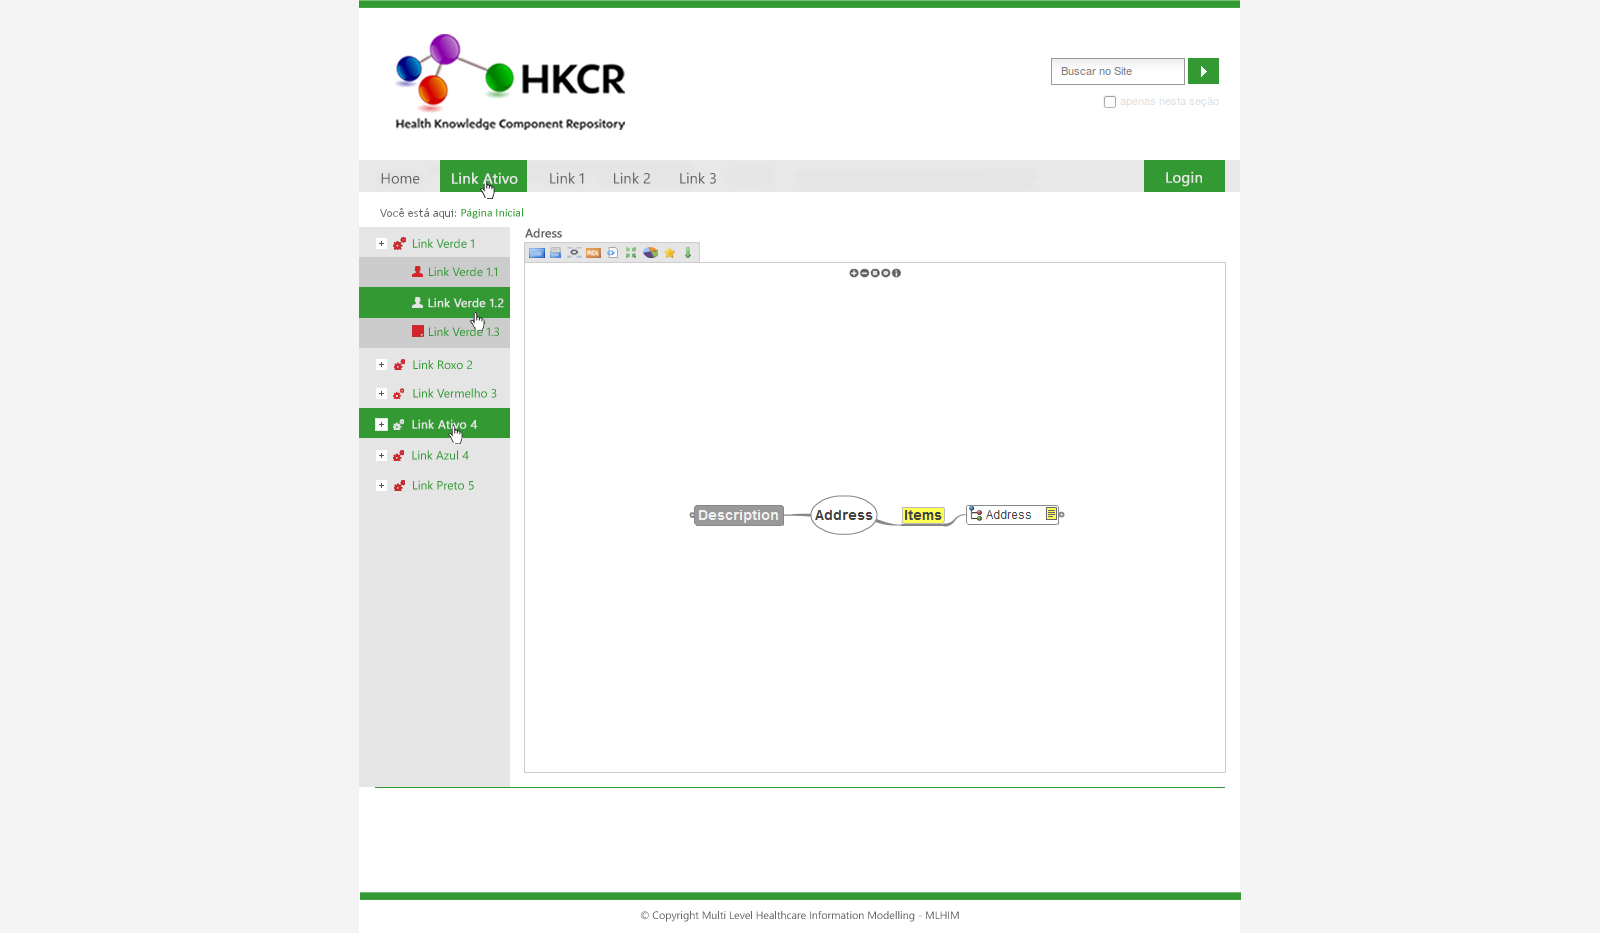 HKCR
Health Knowledge Component Repository
Buscar no Site
apenas nesta seção
Home Link Ativo Link 1 Link 2 Link 3 Login
Você está aqui: Página Inicial
Link Verde 1
Link Verde 1.1
Link Verde 1.2
Link Verde 1.3
Link Roxo 2
Link Vermelho 3
Link Ativo 4
Link Azul 4
Link Preto 5
Adress
Description Address Items Address
© Copyright Multi Level Healthcare Information Modelling - MLHIM